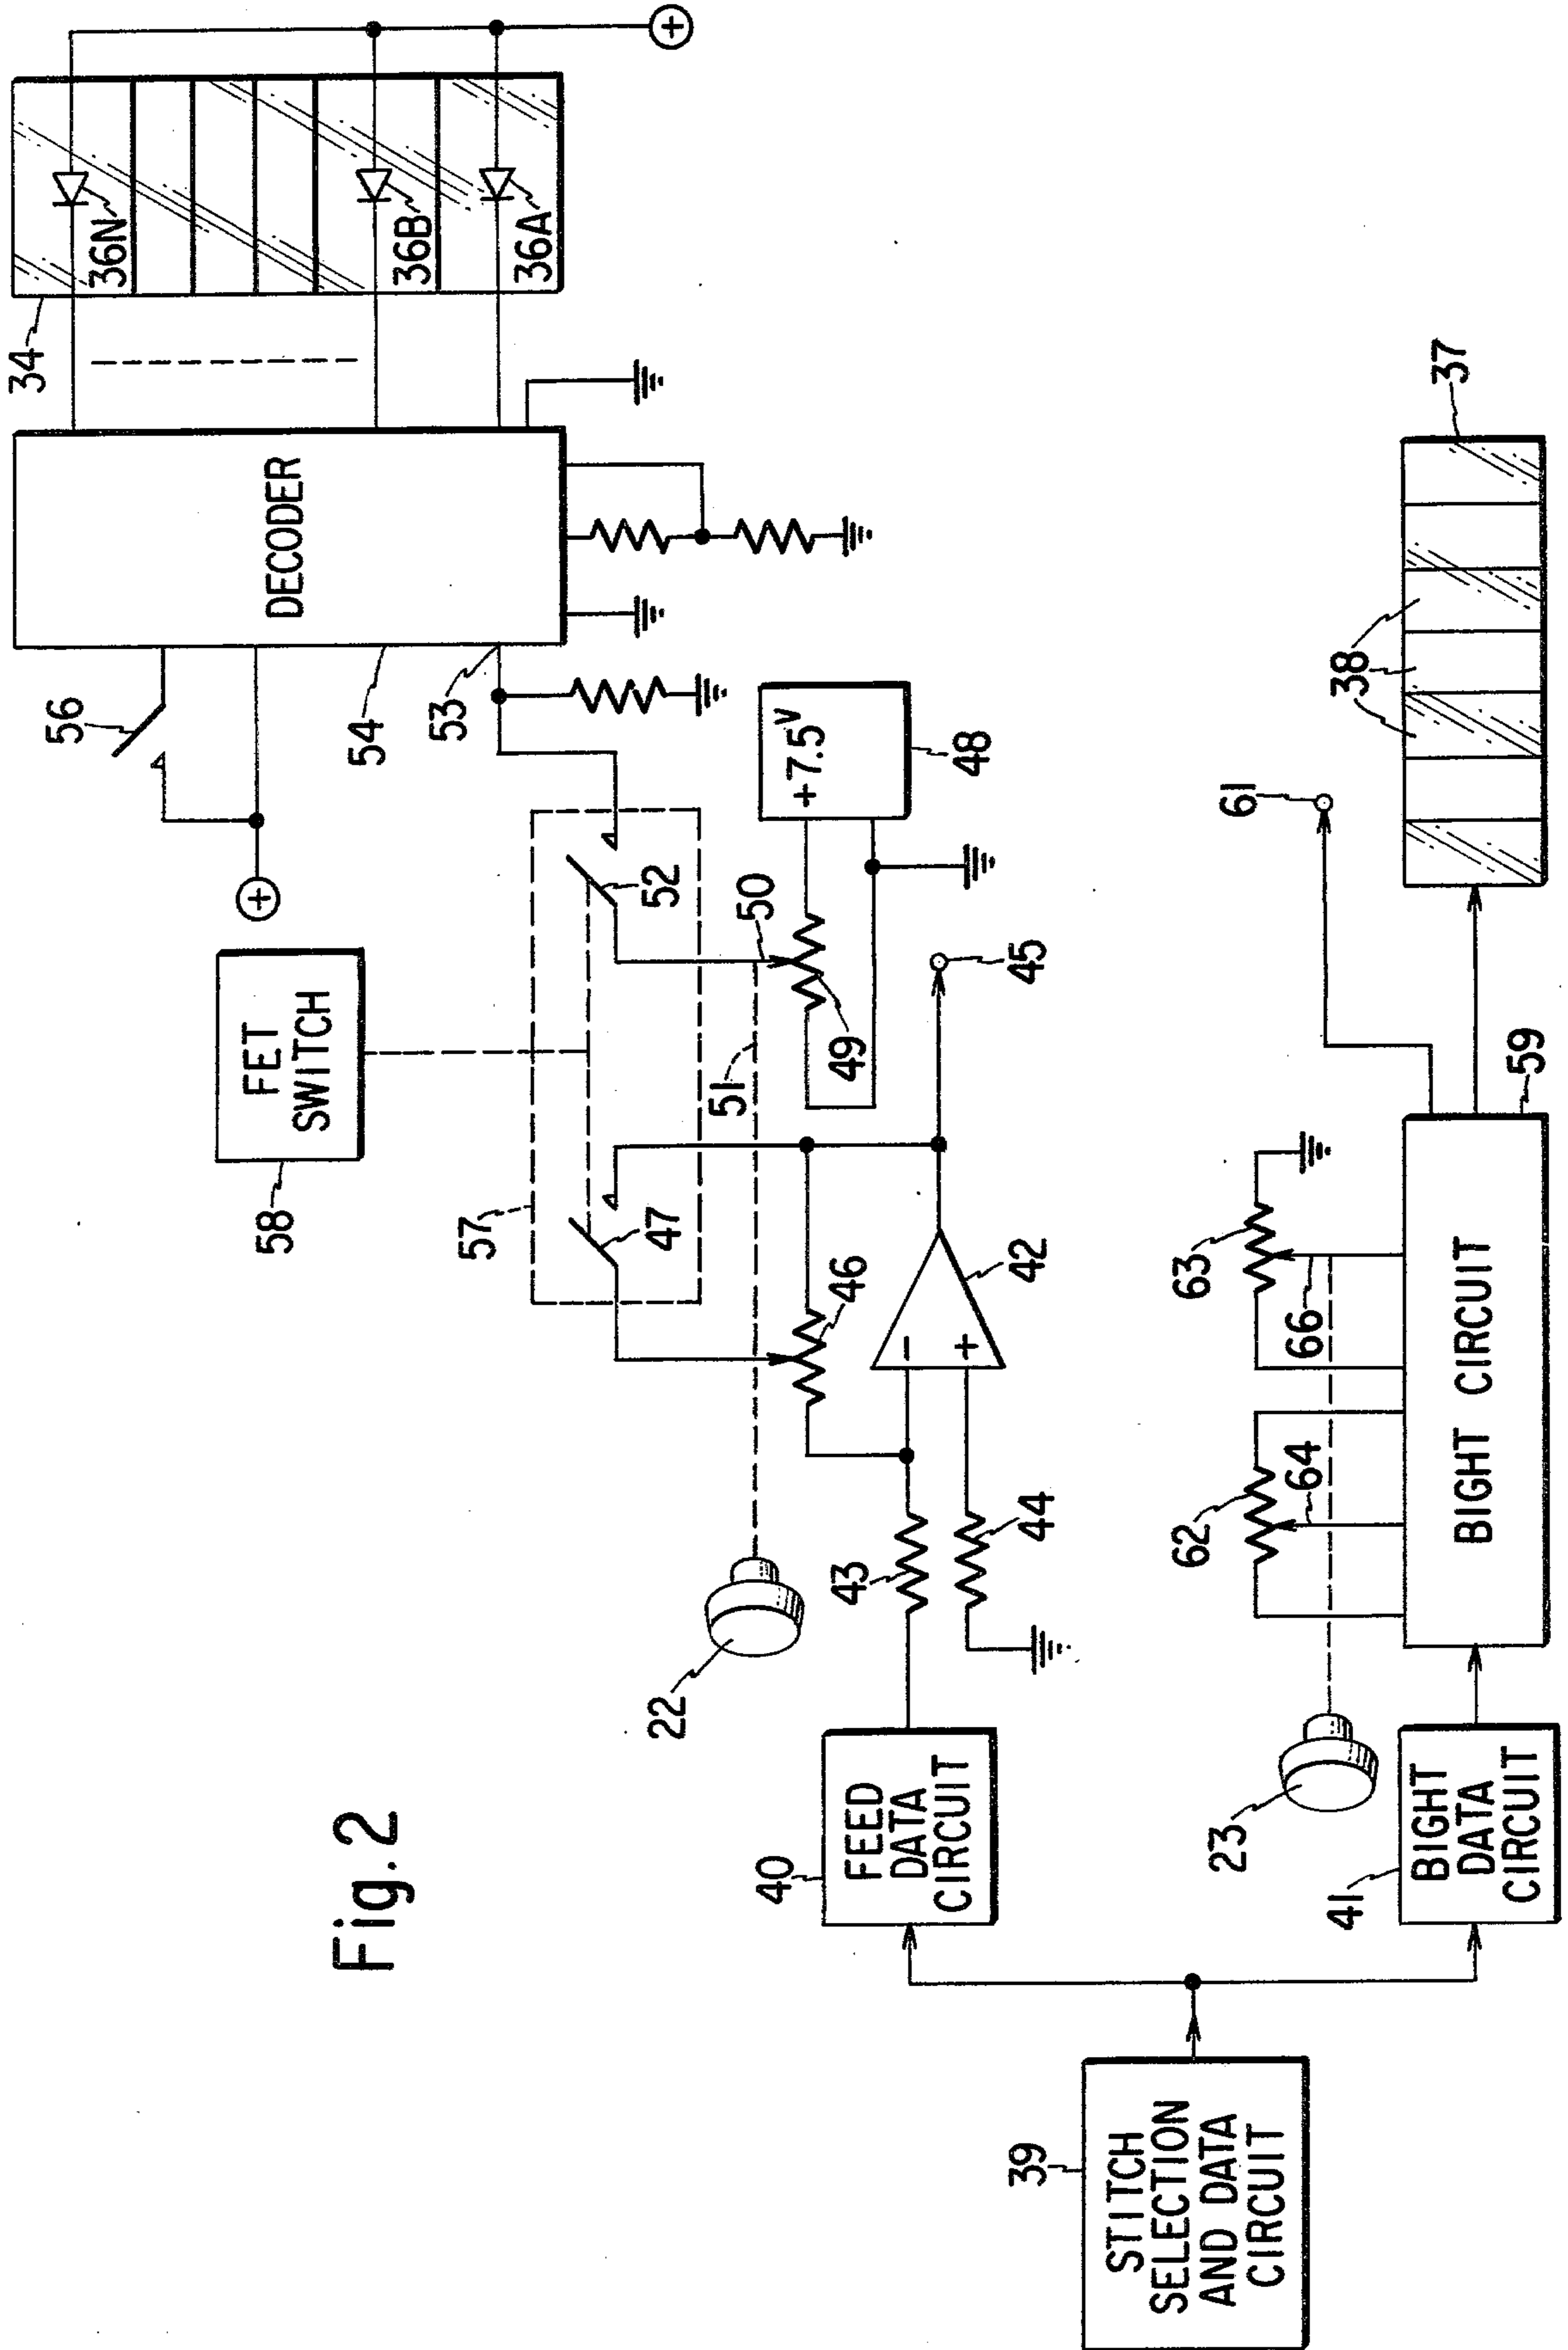 Fig. 2
39
STITCH
SELECTION
AND DATA
CIRCUIT
40
FEED
DATA
CIRCUIT
41
BIGHT
DATA
CIRCUIT
22
23
43
44
42
−
+
46
47
57
58
FET
SWITCH
51
45
49
50
52
48
+7.5V
53
54
56
+
DECODER
34
36N
36B
36A
+
62
64
63
66
BIGHT CIRCUIT
59
61
38
37